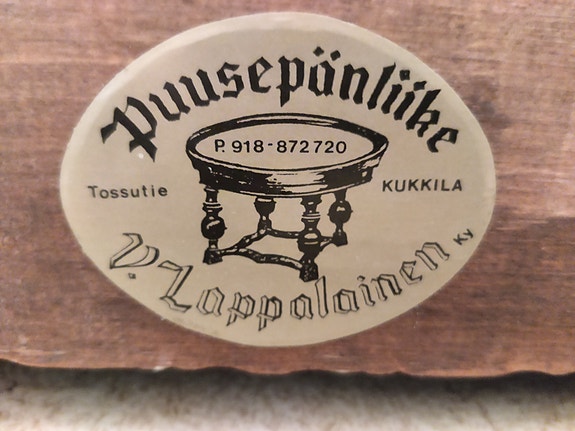 Puusepänliike
P. 918-872720
Tossutie KUKKILA
V. Lappalainen Ky